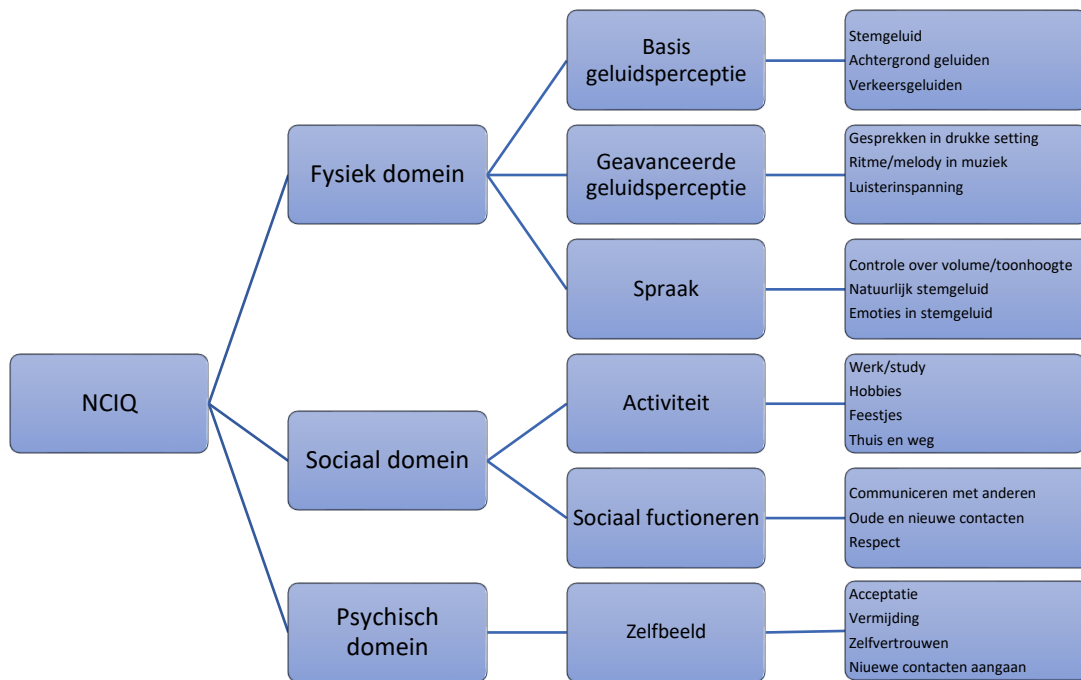 NCIQ
Fysiek domein
Basis
geluidsperceptie
Stemgeluid
Achtergrond geluiden
Verkeersgeluiden
Geavanceerde
geluidsperceptie
Gesprekken in drukke setting
Ritme/melody in muziek
Luisterinspanning
Spraak
Controle over volume/toonhoogte
Natuurlijk stemgeluid
Emoties in stemgeluid
Sociaal domein
Activiteit
Werk/study
Hobbies
Feestjes
Thuis en weg
Sociaal fuctioneren
Communiceren met anderen
Oude en nieuwe contacten
Respect
Psychisch
domein
Zelfbeeld
Acceptatie
Vermijding
Zelfvertrouwen
Niuewe contacten aangaan